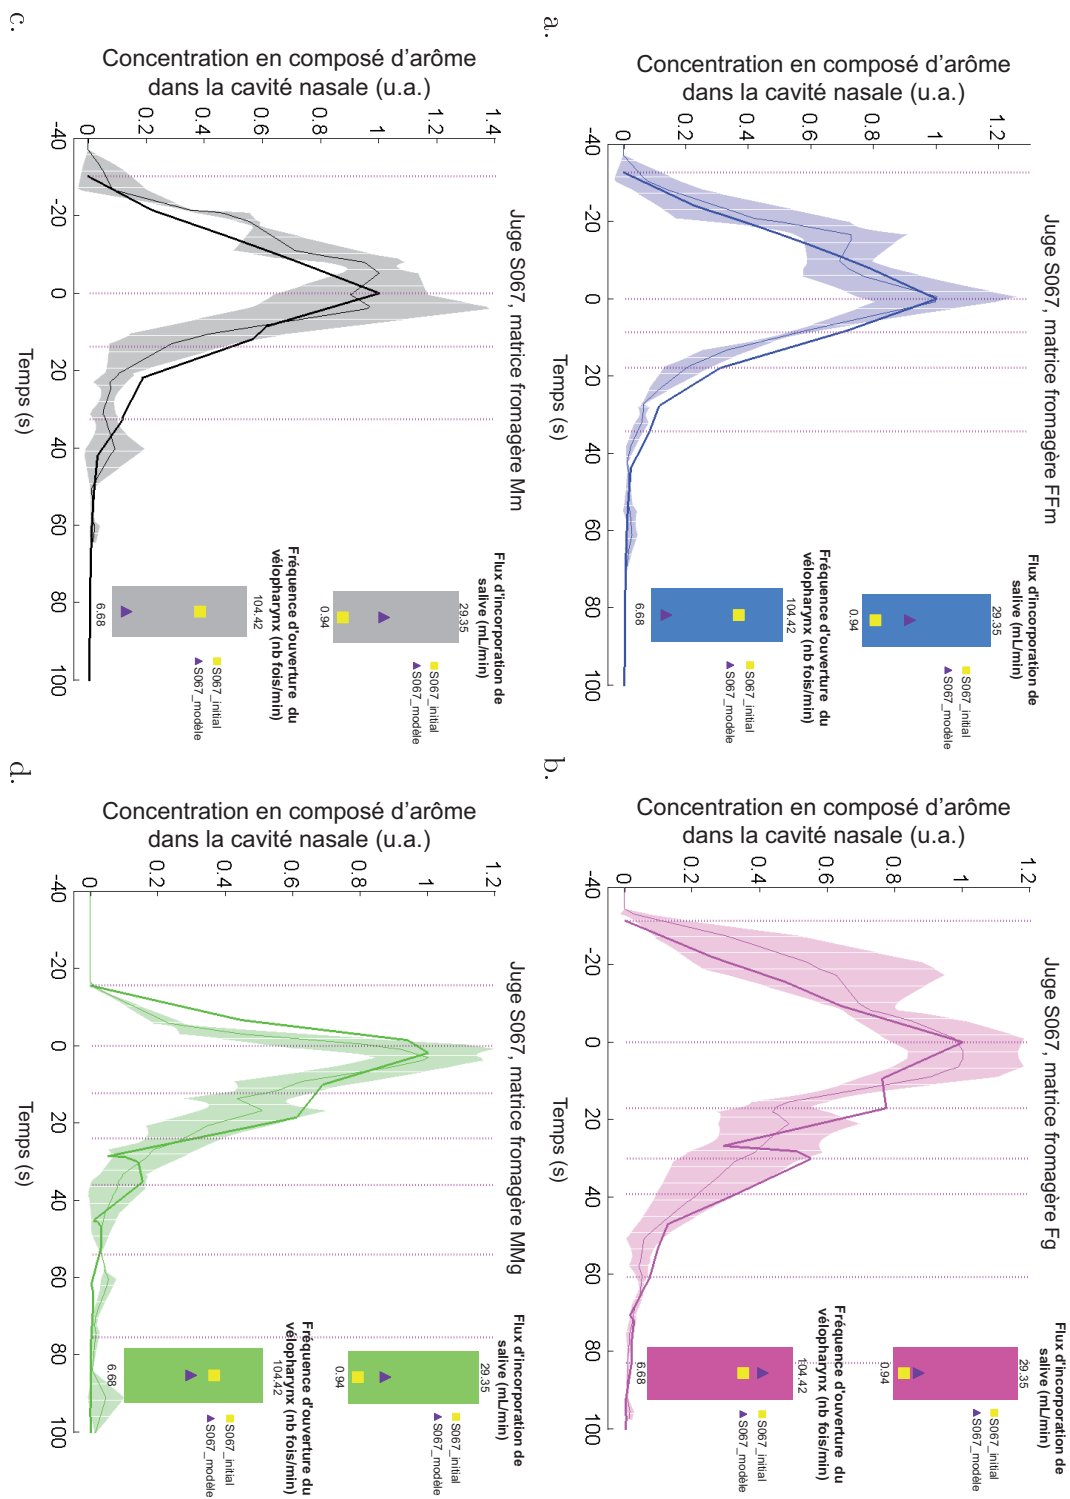 a.
Juge S067, matrice fromagère FFm
Concentration en composé d'arôme
dans la cavité nasale (u.a.)
0
0.2
0.4
0.6
0.8
1
1.2
-40
-20
0
20
40
60
80
100
Temps (s)
Flux d'incorporation de
salive (mL/min)
29.35
0.94
S067_initial
S067_modèle
Fréquence d'ouverture du
vélopharynx (nb fois/min)
104.42
6.68
S067_initial
S067_modèle
b.
Juge S067, matrice fromagère Fg
Concentration en composé d'arôme
dans la cavité nasale (u.a.)
0
0.2
0.4
0.6
0.8
1
1.2
-40
-20
0
20
40
60
80
100
Temps (s)
Flux d'incorporation de
salive (mL/min)
29.35
0.94
S067_initial
S067_modèle
Fréquence d'ouverture du
vélopharynx (nb fois/min)
104.42
6.68
S067_initial
S067_modèle
c.
Juge S067, matrice fromagère Mm
Concentration en composé d'arôme
dans la cavité nasale (u.a.)
0
0.2
0.4
0.6
0.8
1
1.2
1.4
-40
-20
0
20
40
60
80
100
Temps (s)
Flux d'incorporation de
salive (mL/min)
29.35
0.94
S067_initial
S067_modèle
Fréquence d'ouverture du
vélopharynx (nb fois/min)
104.42
6.68
S067_initial
S067_modèle
d.
Juge S067, matrice fromagère MMg
Concentration en composé d'arôme
dans la cavité nasale (u.a.)
0
0.2
0.4
0.6
0.8
1
1.2
-40
-20
0
20
40
60
80
100
Temps (s)
Flux d'incorporation de
salive (mL/min)
29.35
0.94
S067_initial
S067_modèle
Fréquence d'ouverture du
vélopharynx (nb fois/min)
104.42
6.68
S067_initial
S067_modèle